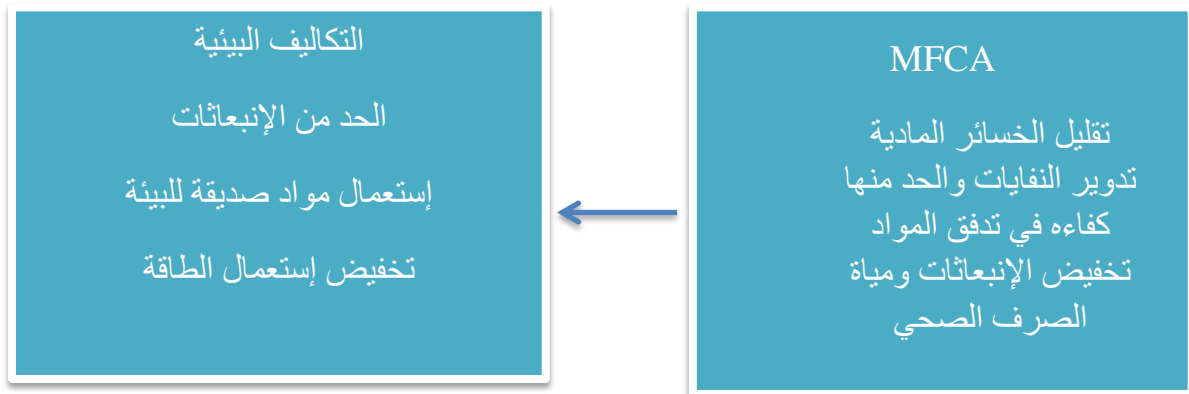 MFCA
تقليل الخسائر المادية
تدوير النفايات والحد منها
كفاءه في تدفق المواد
تخفيض الإنبعاثات ومياة
الصرف الصحي
التكاليف البيئية
الحد من الإنبعاثات
إستعمال مواد صديقة للبيئة
تخفيض إستعمال الطاقة